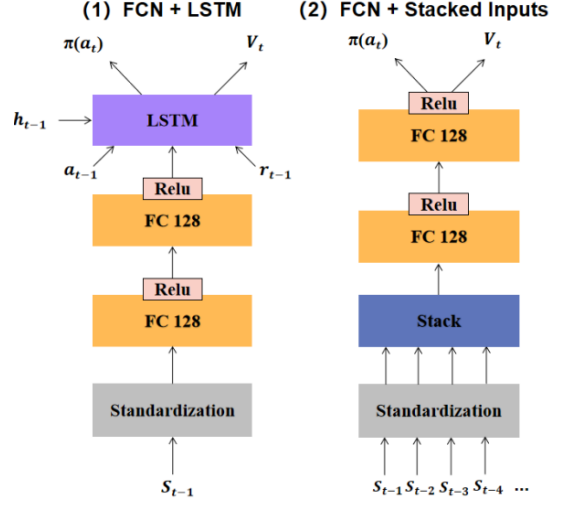 (1) FCN + LSTM
π(a_t) V_t
LSTM
h_{t-1}
a_{t-1} r_{t-1}
Relu
FC 128
Relu
FC 128
Standardization
S_{t-1}
(2) FCN + Stacked Inputs
π(a_t) V_t
Relu
FC 128
Relu
FC 128
Stack
Standardization
S_{t-1} S_{t-2} S_{t-3} S_{t-4} ...